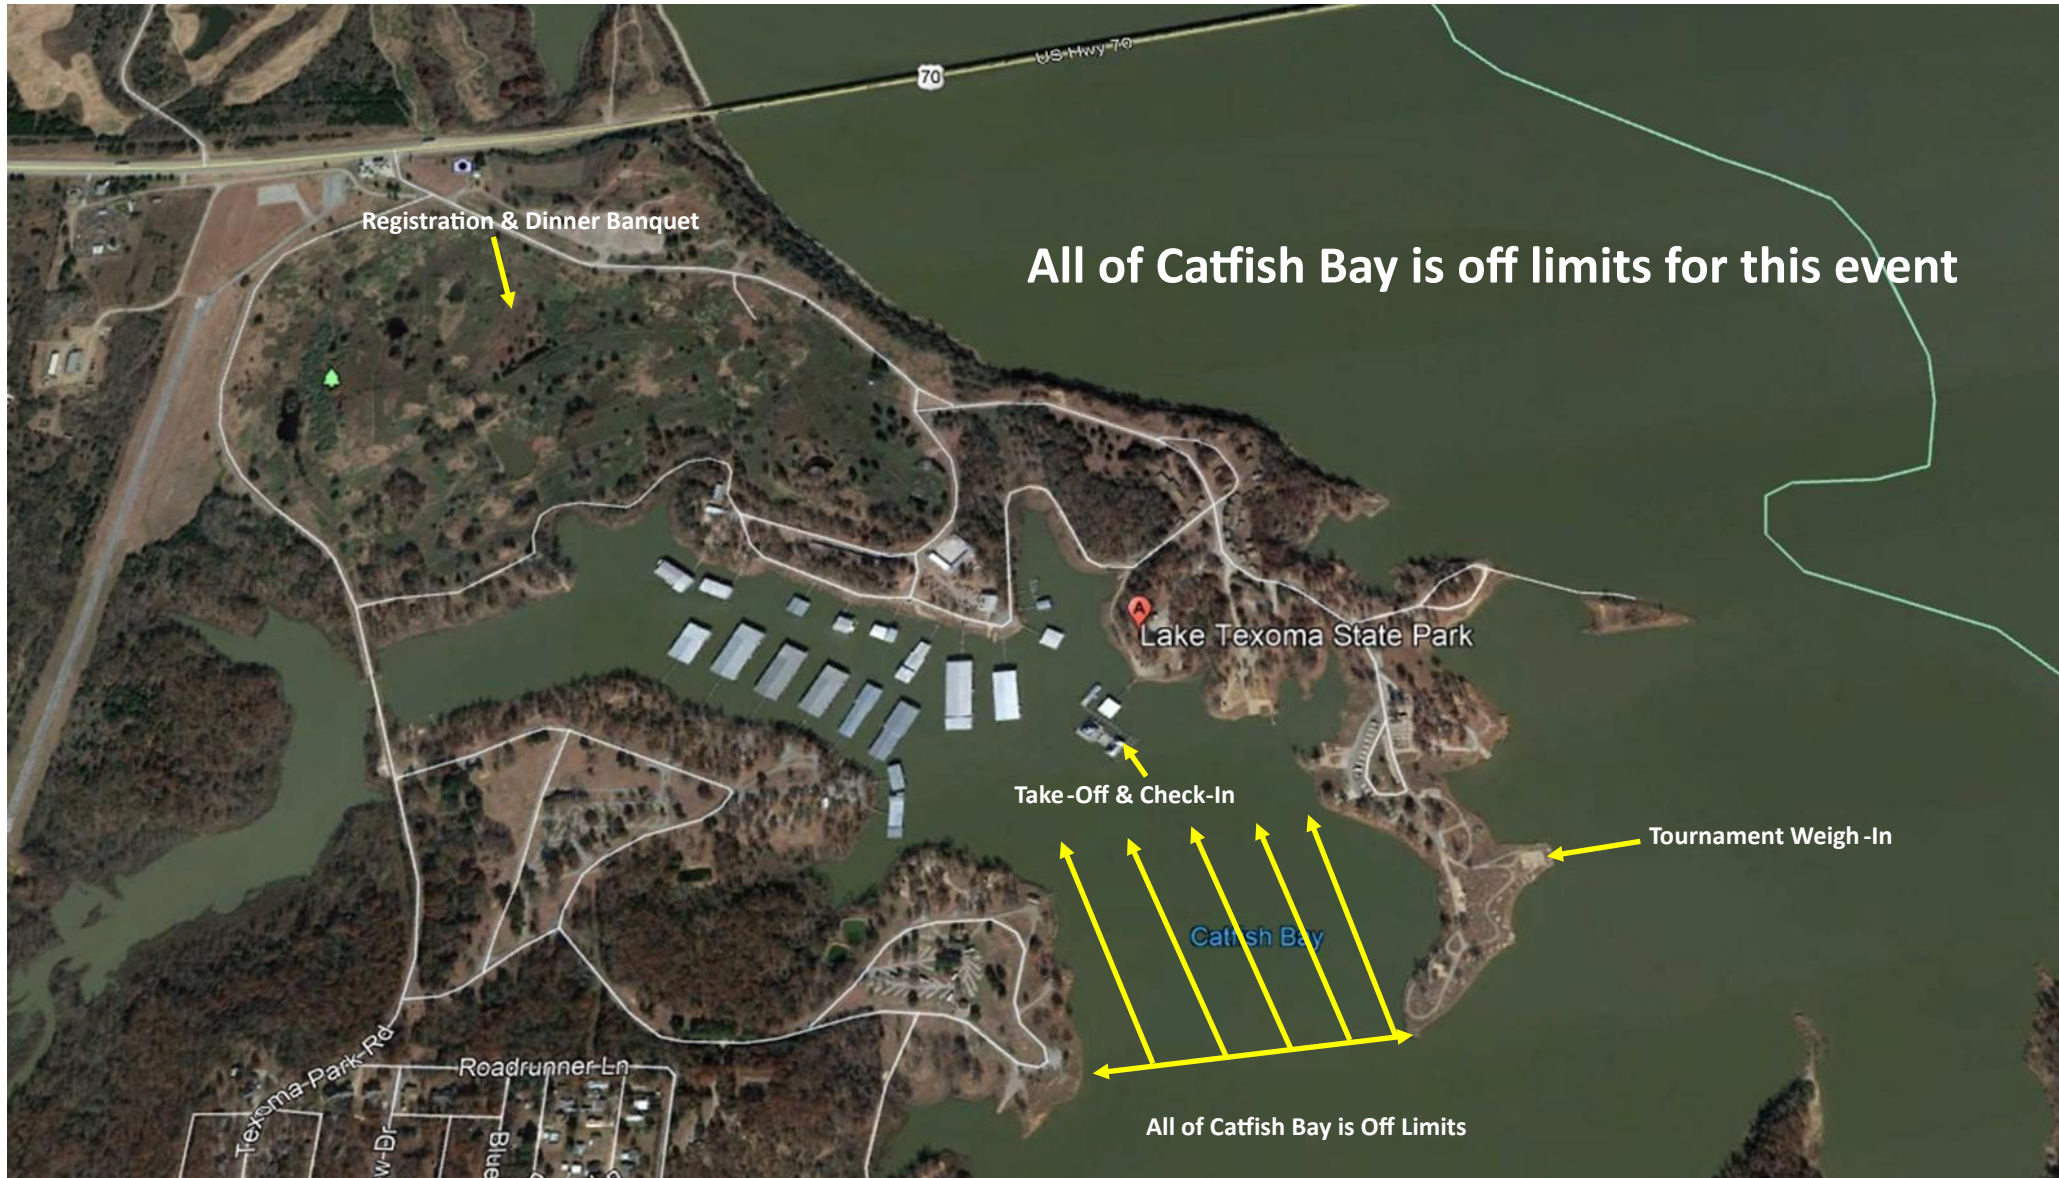 US Hwy 70
70
Registration & Dinner Banquet
All of Catfish Bay is off limits for this event
A
Lake Texoma State Park
Take-Off & Check-In
Tournament Weigh-In
Catfish Bay
Texoma Park Rd
Roadrunner Ln
w Dr
Blue
All of Catfish Bay is Off Limits